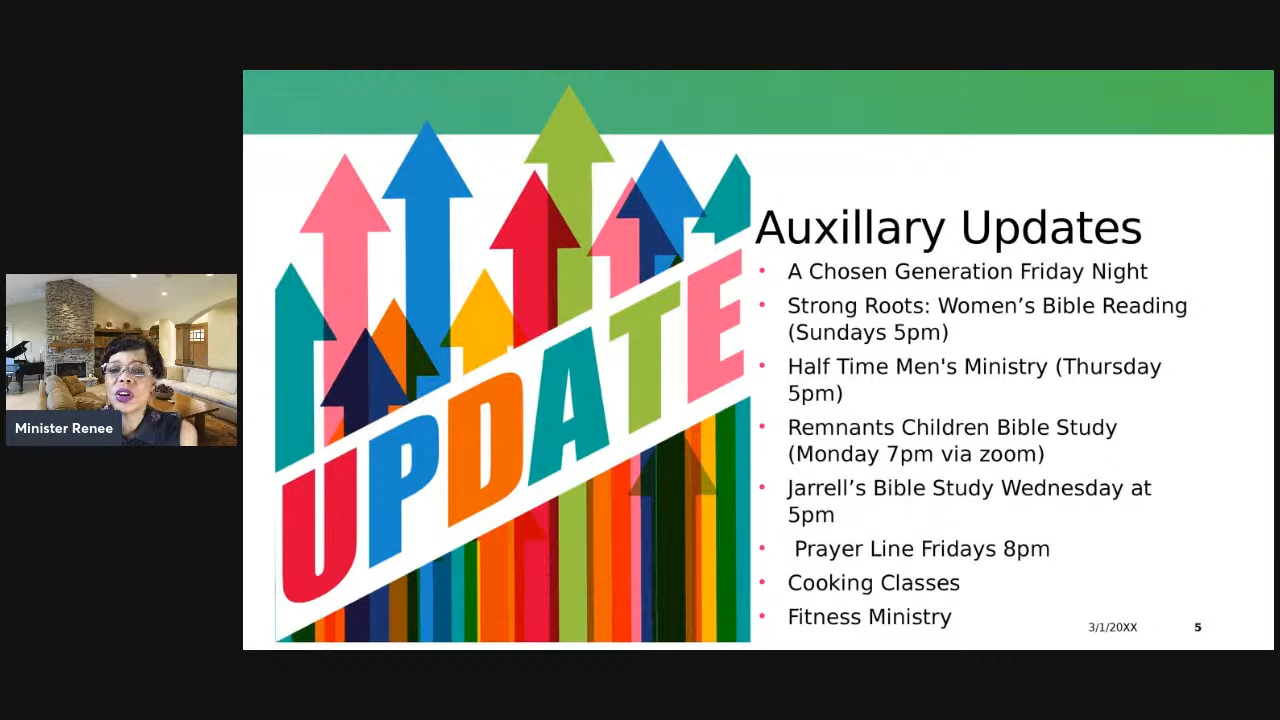 UPDATE
Auxillary Updates
• A Chosen Generation Friday Night
• Strong Roots: Women’s Bible Reading
(Sundays 5pm)
• Half Time Men's Ministry (Thursday
5pm)
• Remnants Children Bible Study
(Monday 7pm via zoom)
• Jarrell’s Bible Study Wednesday at
5pm
• Prayer Line Fridays 8pm
• Cooking Classes
• Fitness Ministry
3/1/20XX 5
Minister Renee